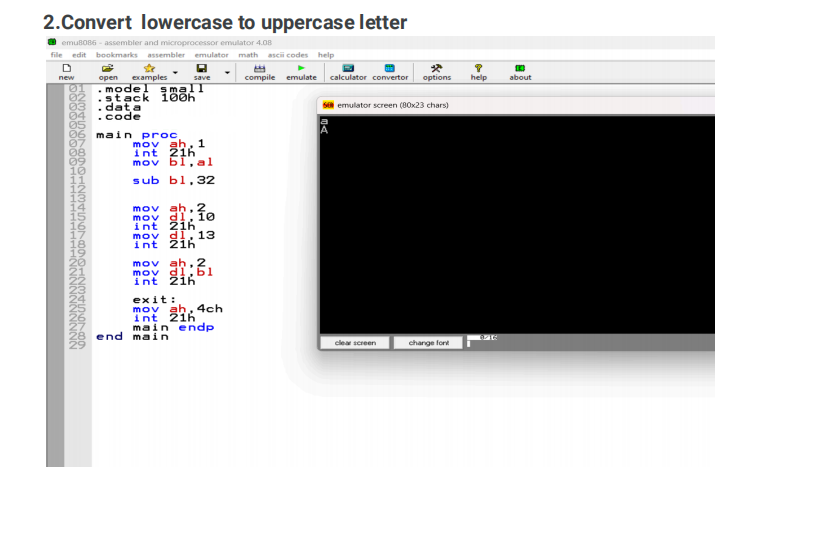 2.Convert lowercase to uppercase letter
emu8086 - assembler and microprocessor emulator 4.08
file edit bookmarks assembler emulator math ascii codes help
new open examples save compile emulate calculator convertor options help about
01 .model small
02 .stack 100h
03 .data
04 .code
05
06 main proc
07 mov ah,1
08 int 21h
09 mov bl,al
10
11 sub bl,32
12
13
14 mov ah,2
15 mov dl,10
16 int 21h
17 mov dl,13
18 int 21h
19
20 mov ah,2
21 mov dl,bl
22 int 21h
23
24 exit:
25 mov ah,4ch
26 int 21h
27 main endp
28 end main
29
emulator screen (80x23 chars)
a
A
clear screen change font 0/16